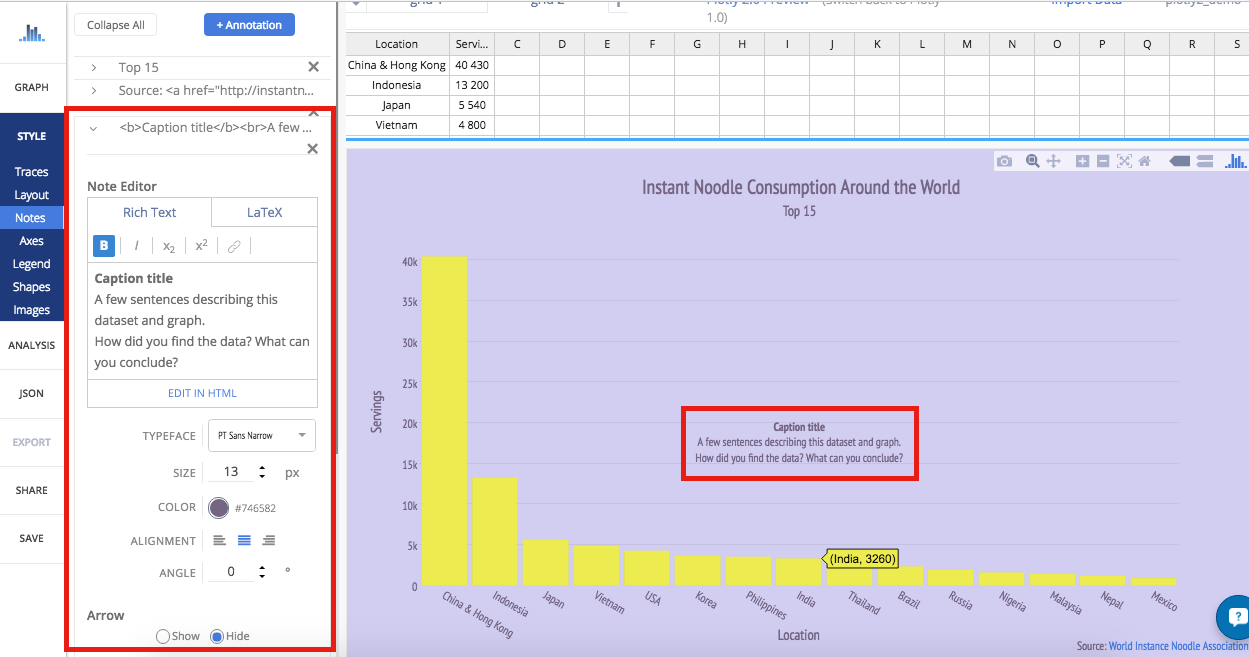 Collapse All
+ Annotation
grid 1
grid 2
Plotly 2.0 Preview (Switch back to Plotly
1.0)
Import Data
plotly2_demo
Top 15
Source: <a href="http://instantn...
<b>Caption title</b><br>A few ...
GRAPH
STYLE
Traces
Layout
Notes
Axes
Legend
Shapes
Images
ANALYSIS
JSON
EXPORT
SHARE
SAVE
Note Editor
Rich Text
LaTeX
B I x2 x2
Caption title
A few sentences describing this
dataset and graph.
How did you find the data? What can
you conclude?
EDIT IN HTML
TYPEFACE PT Sans Narrow
SIZE 13 px
COLOR #746582
ALIGNMENT
ANGLE 0 °
Arrow
Show Hide
Location Servi... C D E F G H I J K L M N O P Q R S
China & Hong Kong 40 430
Indonesia 13 200
Japan 5 540
Vietnam 4 800
Instant Noodle Consumption Around the World
Top 15
Servings
40k
35k
30k
25k
20k
15k
10k
5k
0
Caption title
A few sentences describing this dataset and graph.
How did you find the data? What can you conclude?
(India, 3260)
China & Hong Kong
Indonesia
Japan
Vietnam
USA
Korea
Philippines
India
Thailand
Brazil
Russia
Nigeria
Malaysia
Nepal
Mexico
Location
Source: World Instance Noodle Association
?